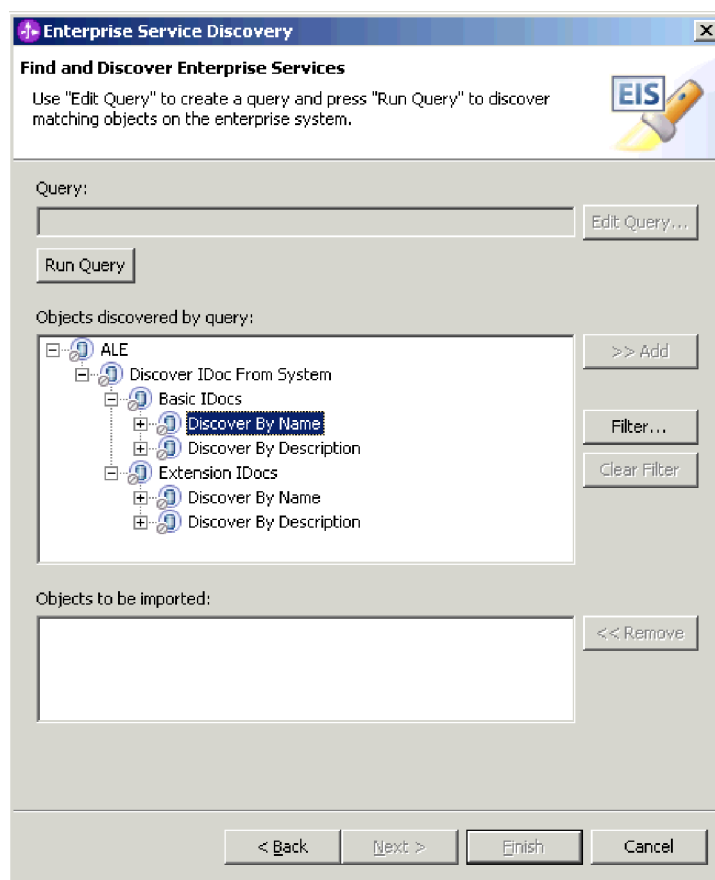 Enterprise Service Discovery
Find and Discover Enterprise Services
Use "Edit Query" to create a query and press "Run Query" to discover
matching objects on the enterprise system.
EIS
Query:
Edit Query...
Run Query
Objects discovered by query:
ALE
>> Add
Discover IDoc From System
Basic IDocs
Discover By Name
Filter...
Discover By Description
Extension IDocs
Clear Filter
Discover By Name
Discover By Description
Objects to be imported:
<< Remove
< Back
Next >
Finish
Cancel